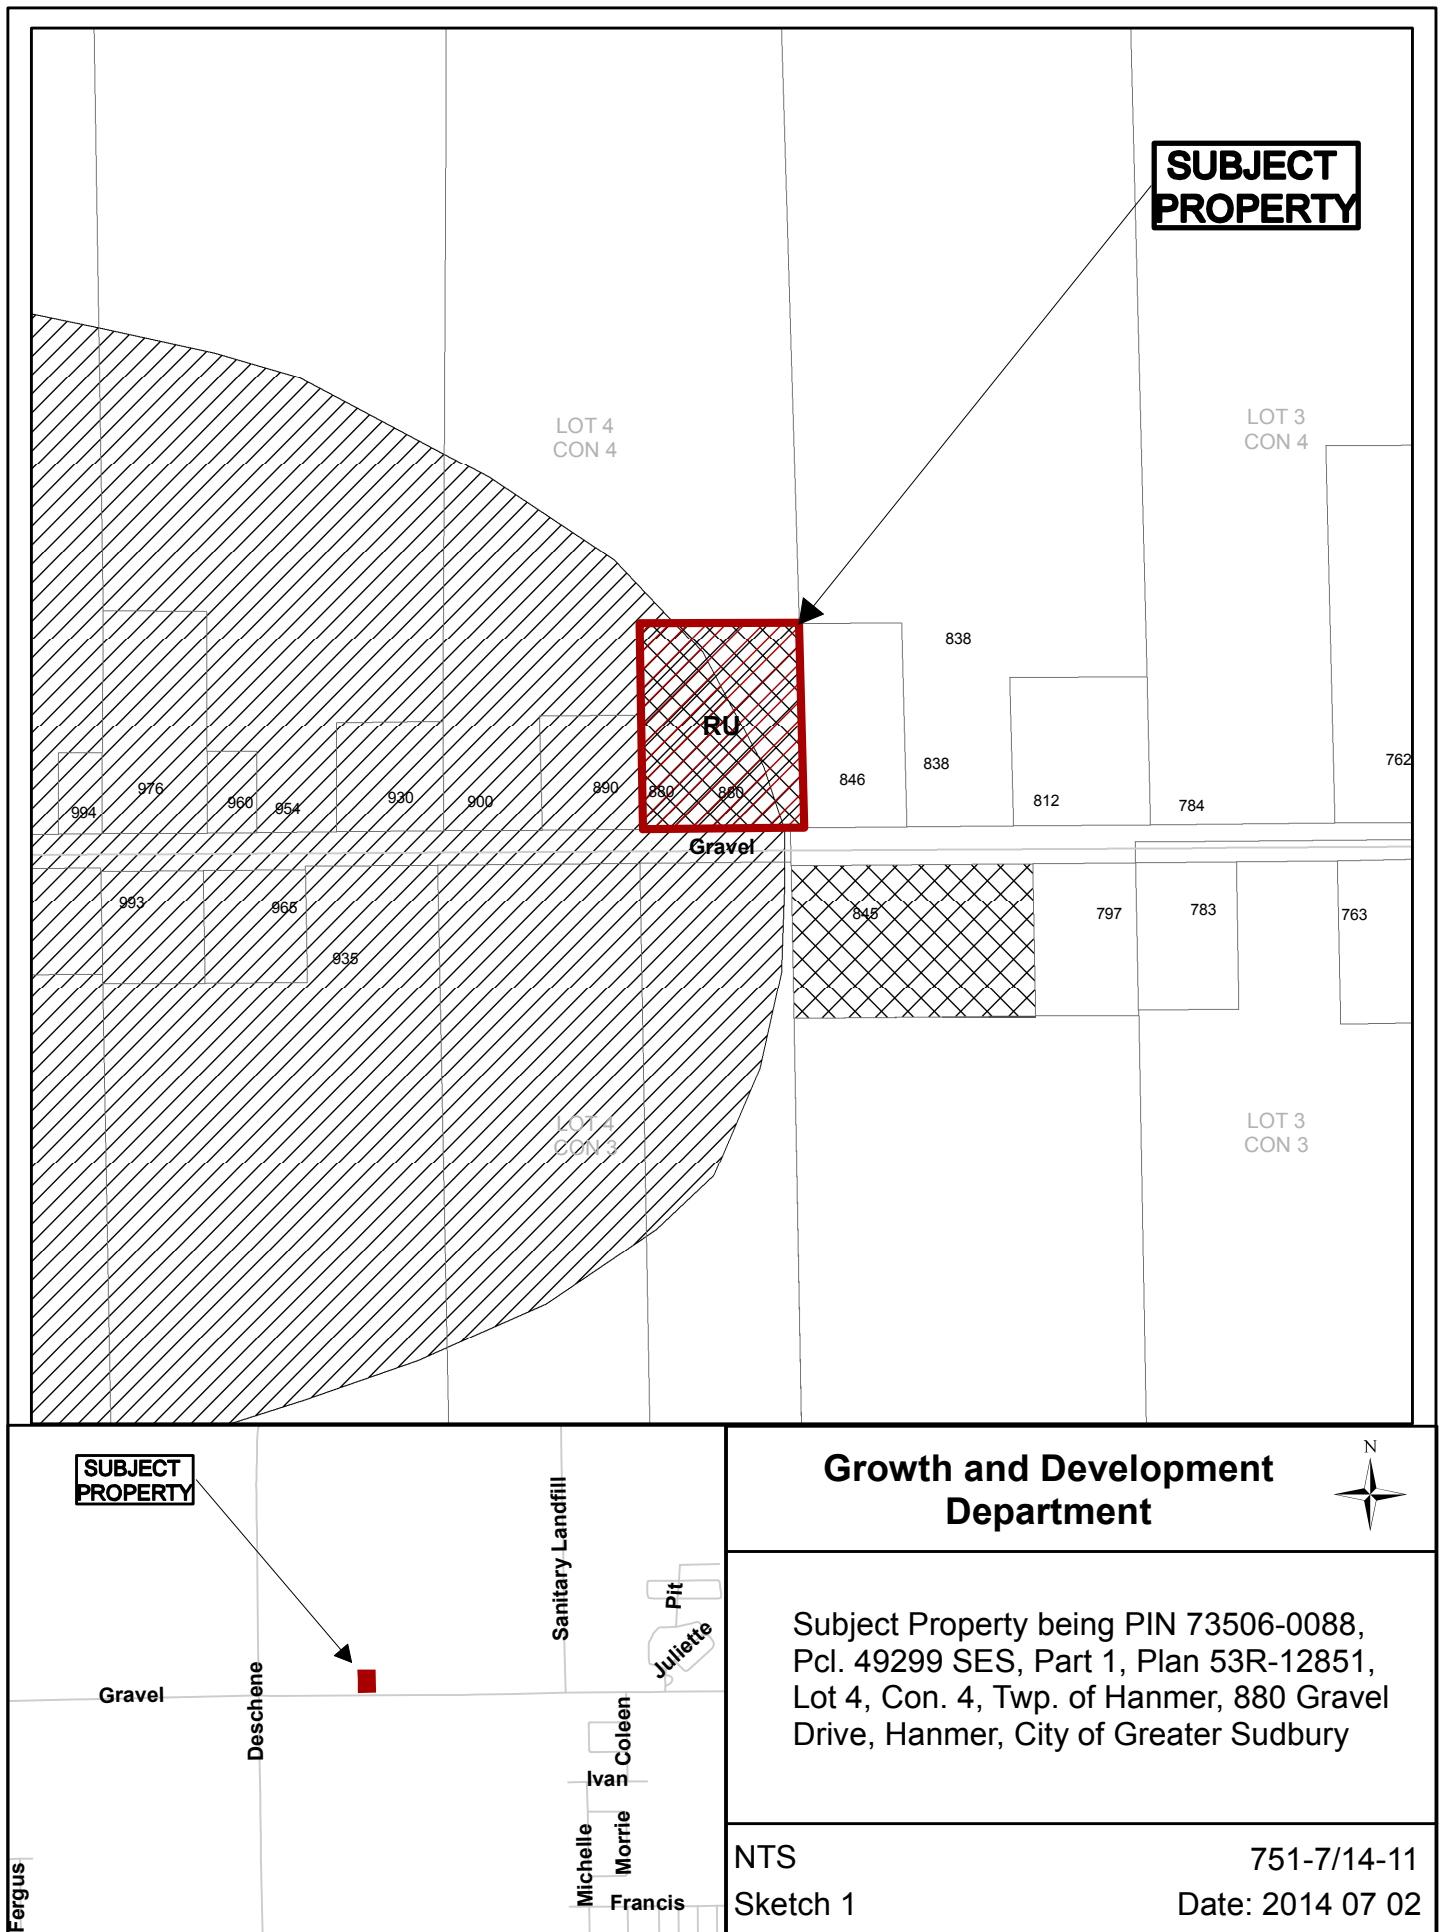 SUBJECT
PROPERTY
LOT 4
CON 4
LOT 3
CON 4
838
RU
762
994
976
960
954
930
900
890
880
880
846
838
812
784
Gravel
993
965
935
845
797
783
763
LOT 4
CON 3
LOT 3
CON 3
SUBJECT
PROPERTY
Sanitary Landfill
Pit
Juliette
Gravel
Deschene
Coleen
Ivan
Michelle
Morrie
Francis
Fergus
Growth and Development
Department
N
Subject Property being PIN 73506-0088,
Pcl. 49299 SES, Part 1, Plan 53R-12851,
Lot 4, Con. 4, Twp. of Hanmer, 880 Gravel
Drive, Hanmer, City of Greater Sudbury
NTS
751-7/14-11
Sketch 1
Date: 2014 07 02